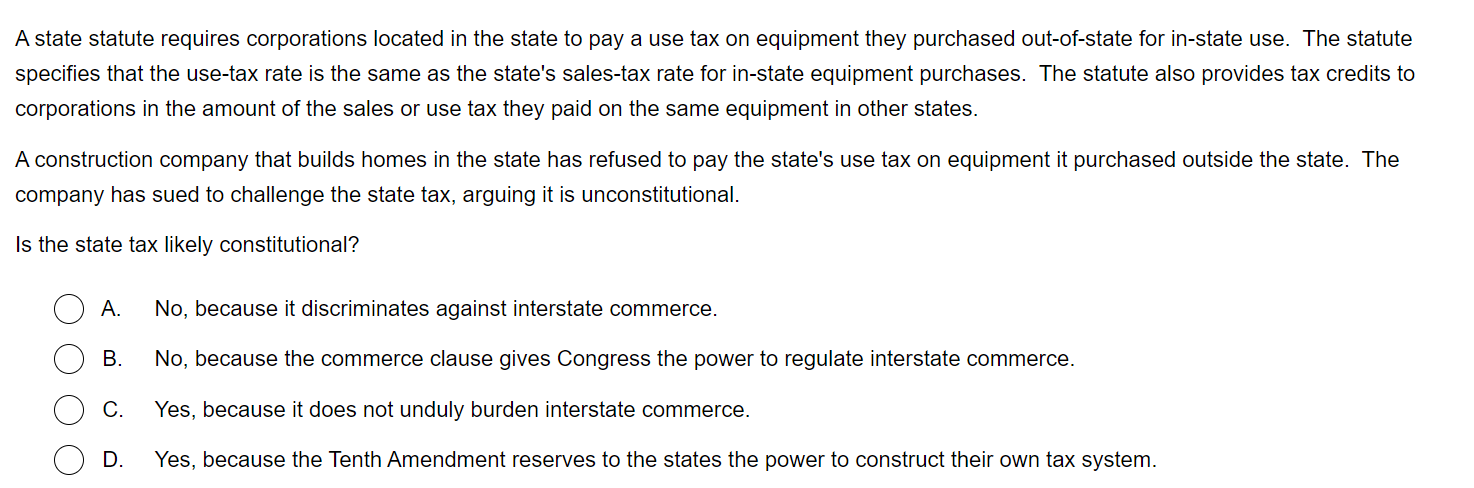 A state statute requires corporations located in the state to pay a use tax on equipment they purchased out-of-state for in-state use.  The statute
specifies that the use-tax rate is the same as the state's sales-tax rate for in-state equipment purchases.  The statute also provides tax credits to
corporations in the amount of the sales or use tax they paid on the same equipment in other states.
A construction company that builds homes in the state has refused to pay the state's use tax on equipment it purchased outside the state.  The
company has sued to challenge the state tax, arguing it is unconstitutional.
Is the state tax likely constitutional?
A. No, because it discriminates against interstate commerce.
B. No, because the commerce clause gives Congress the power to regulate interstate commerce.
C. Yes, because it does not unduly burden interstate commerce.
D. Yes, because the Tenth Amendment reserves to the states the power to construct their own tax system.